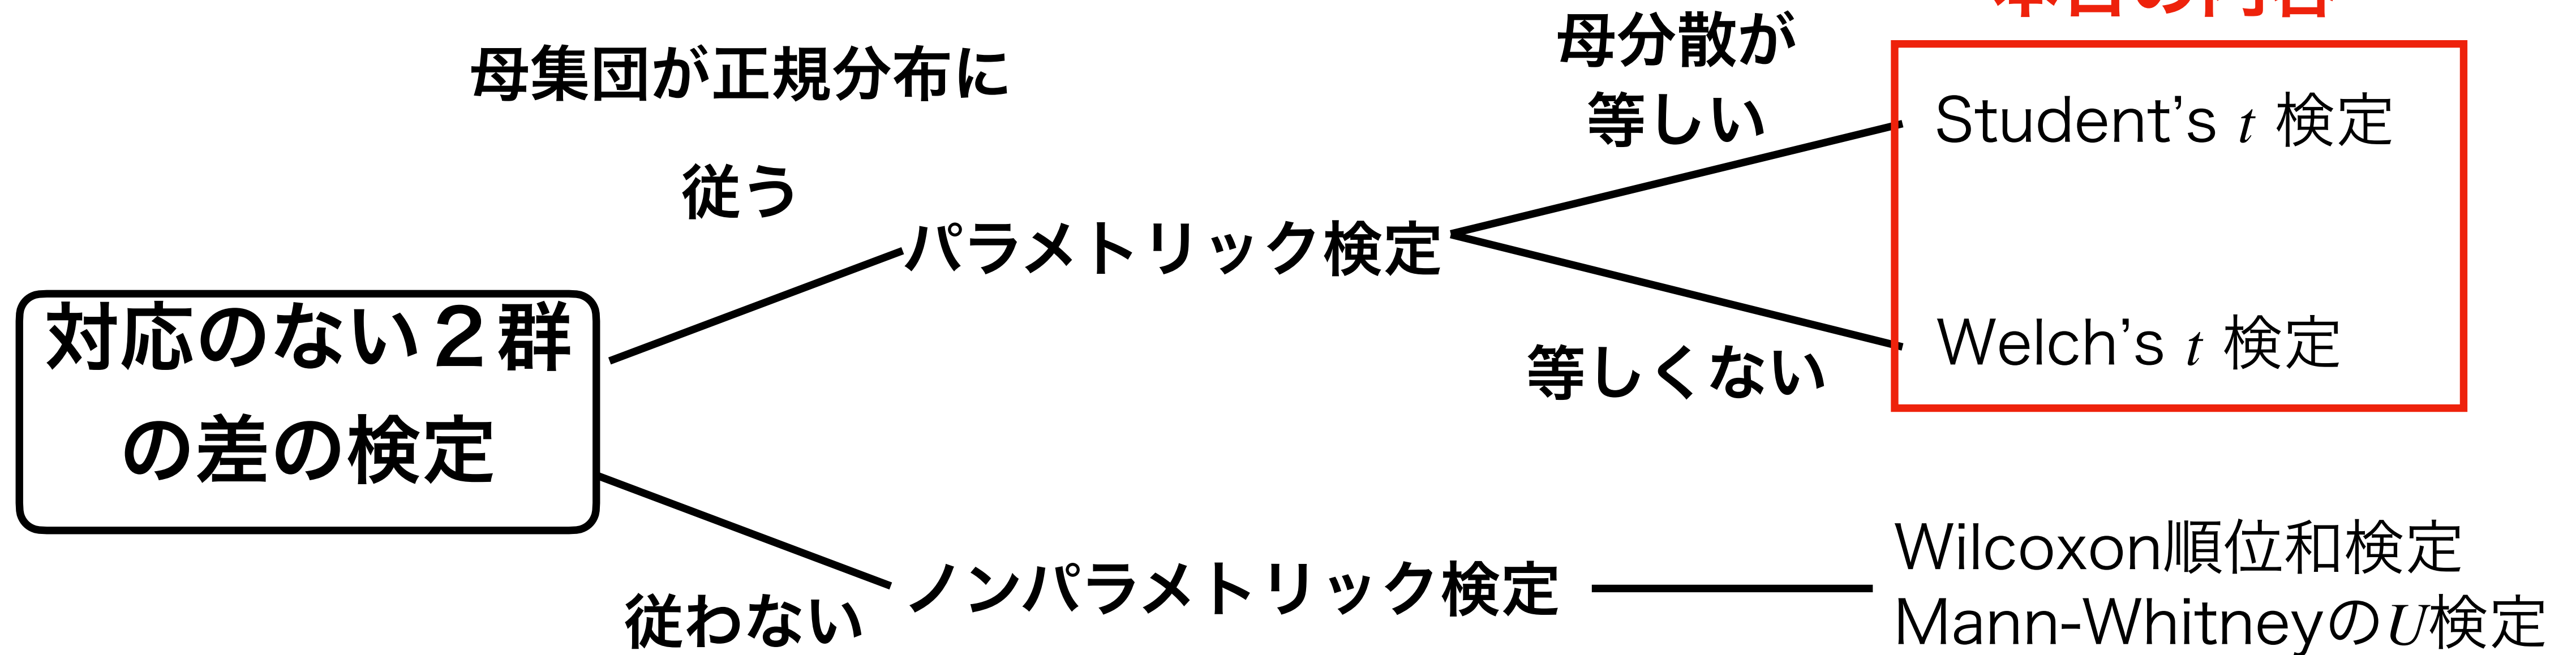 母集団が正規分布に
従う
対応のない２群
の差の検定
従わない
パラメトリック検定
ノンパラメトリック検定
母分散が
等しい
等しくない
Student’s t 検定
Welch’s t 検定
Wilcoxon順位和検定
Mann-WhitneyのU検定